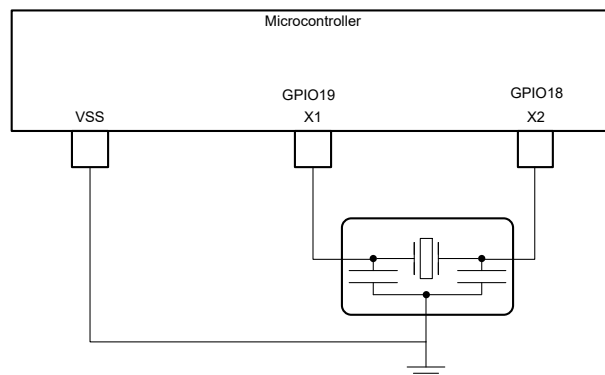 Microcontroller
GPIO19
GPIO18
VSS
X1
X2